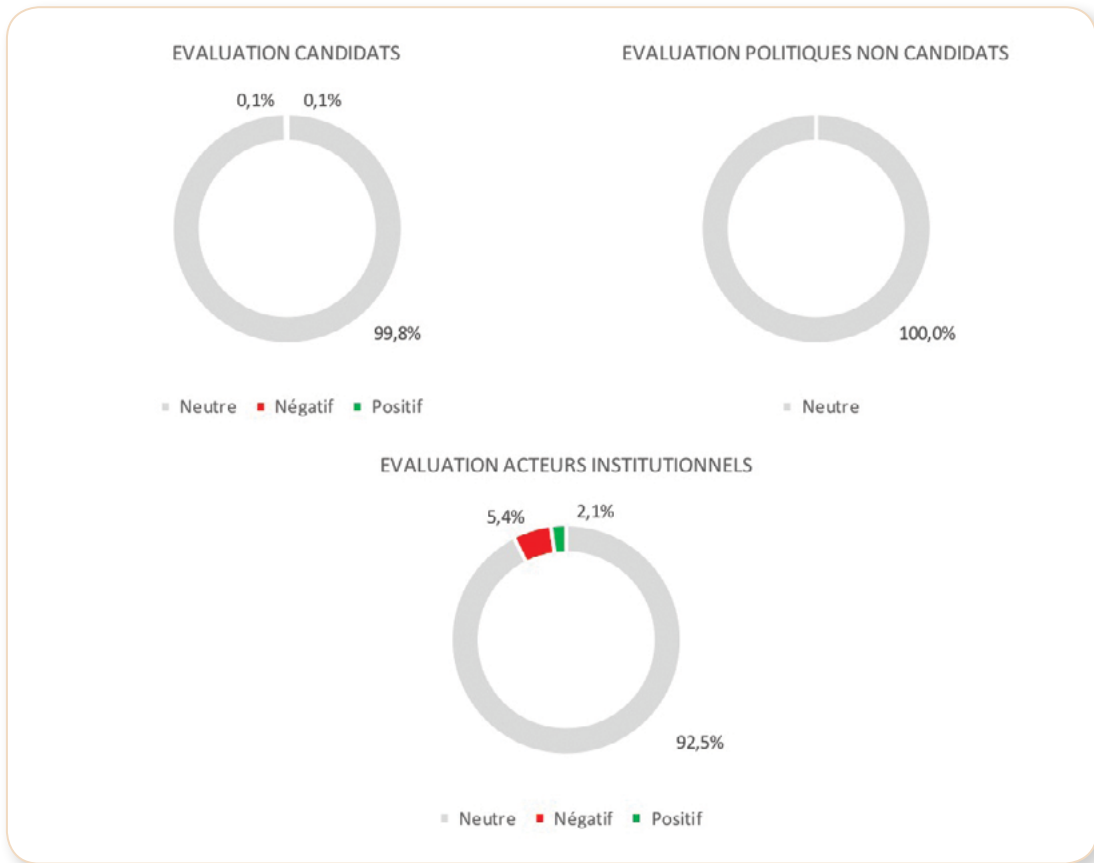 EVALUATION CANDIDATS
0,1% 0,1%
99,8%
Neutre Négatif Positif
EVALUATION POLITIQUES NON CANDIDATS
100,0%
Neutre
EVALUATION ACTEURS INSTITUTIONNELS
5,4% 2,1%
92,5%
Neutre Négatif Positif